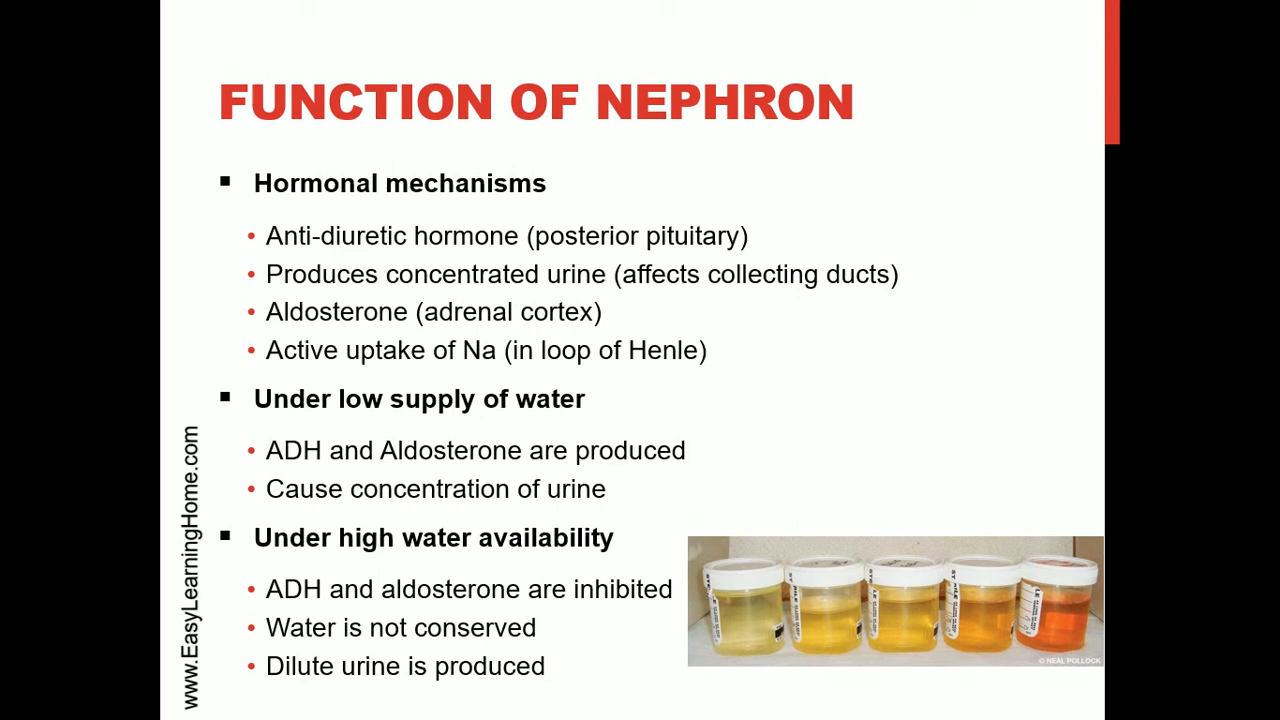 FUNCTION OF NEPHRON
▪ Hormonal mechanisms
• Anti-diuretic hormone (posterior pituitary)
• Produces concentrated urine (affects collecting ducts)
• Aldosterone (adrenal cortex)
• Active uptake of Na (in loop of Henle)
▪ Under low supply of water
• ADH and Aldosterone are produced
• Cause concentration of urine
▪ Under high water availability
• ADH and aldosterone are inhibited
• Water is not conserved
• Dilute urine is produced
www.EasyLearningHome.com
© NEAL POLLOCK